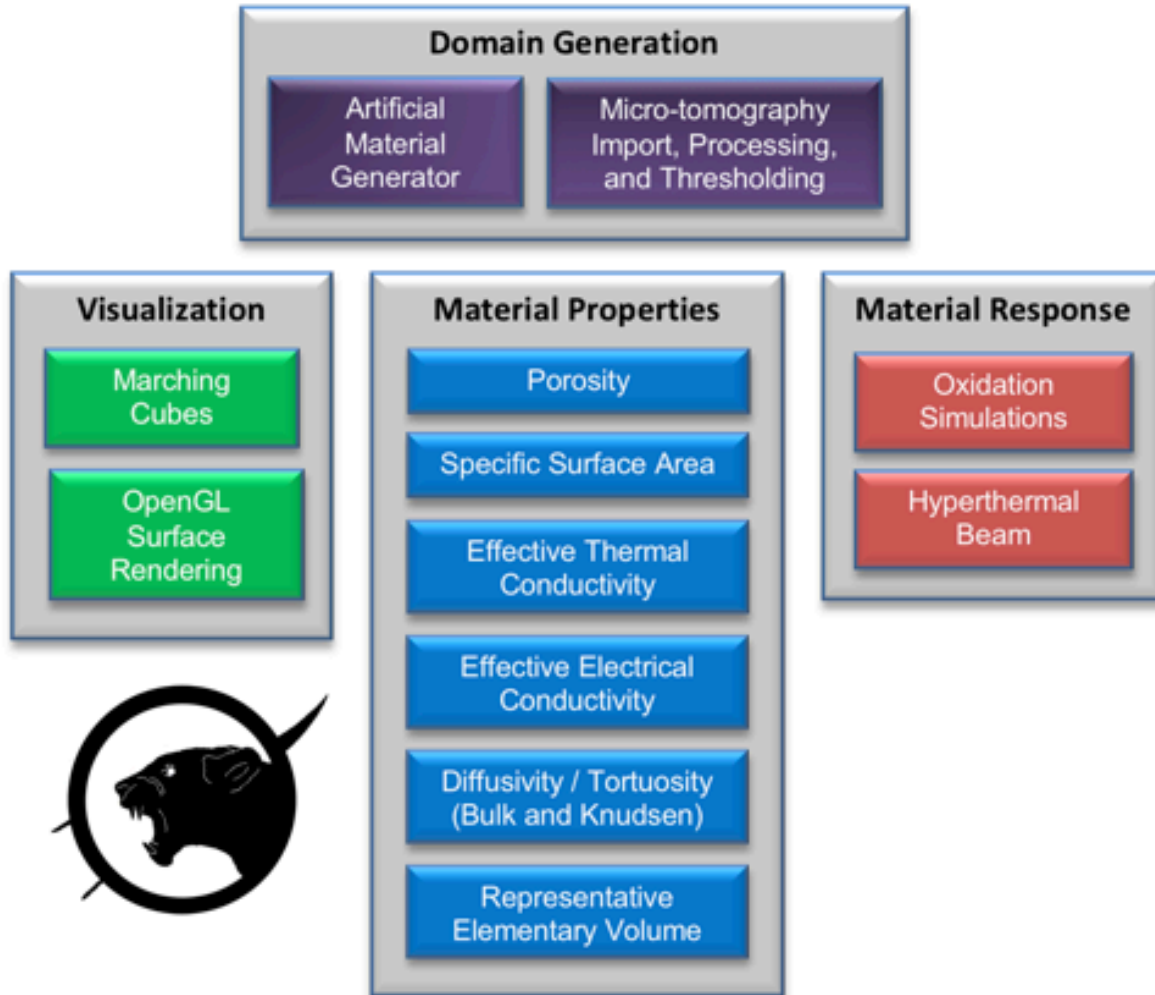 Domain Generation
Artificial
Material
Generator
Micro-tomography
Import, Processing,
and Thresholding
Visualization
Marching
Cubes
OpenGL
Surface
Rendering
Material Properties
Porosity
Specific Surface Area
Effective Thermal
Conductivity
Effective Electrical
Conductivity
Diffusivity / Tortuosity
(Bulk and Knudsen)
Representative
Elementary Volume
Material Response
Oxidation
Simulations
Hyperthermal
Beam